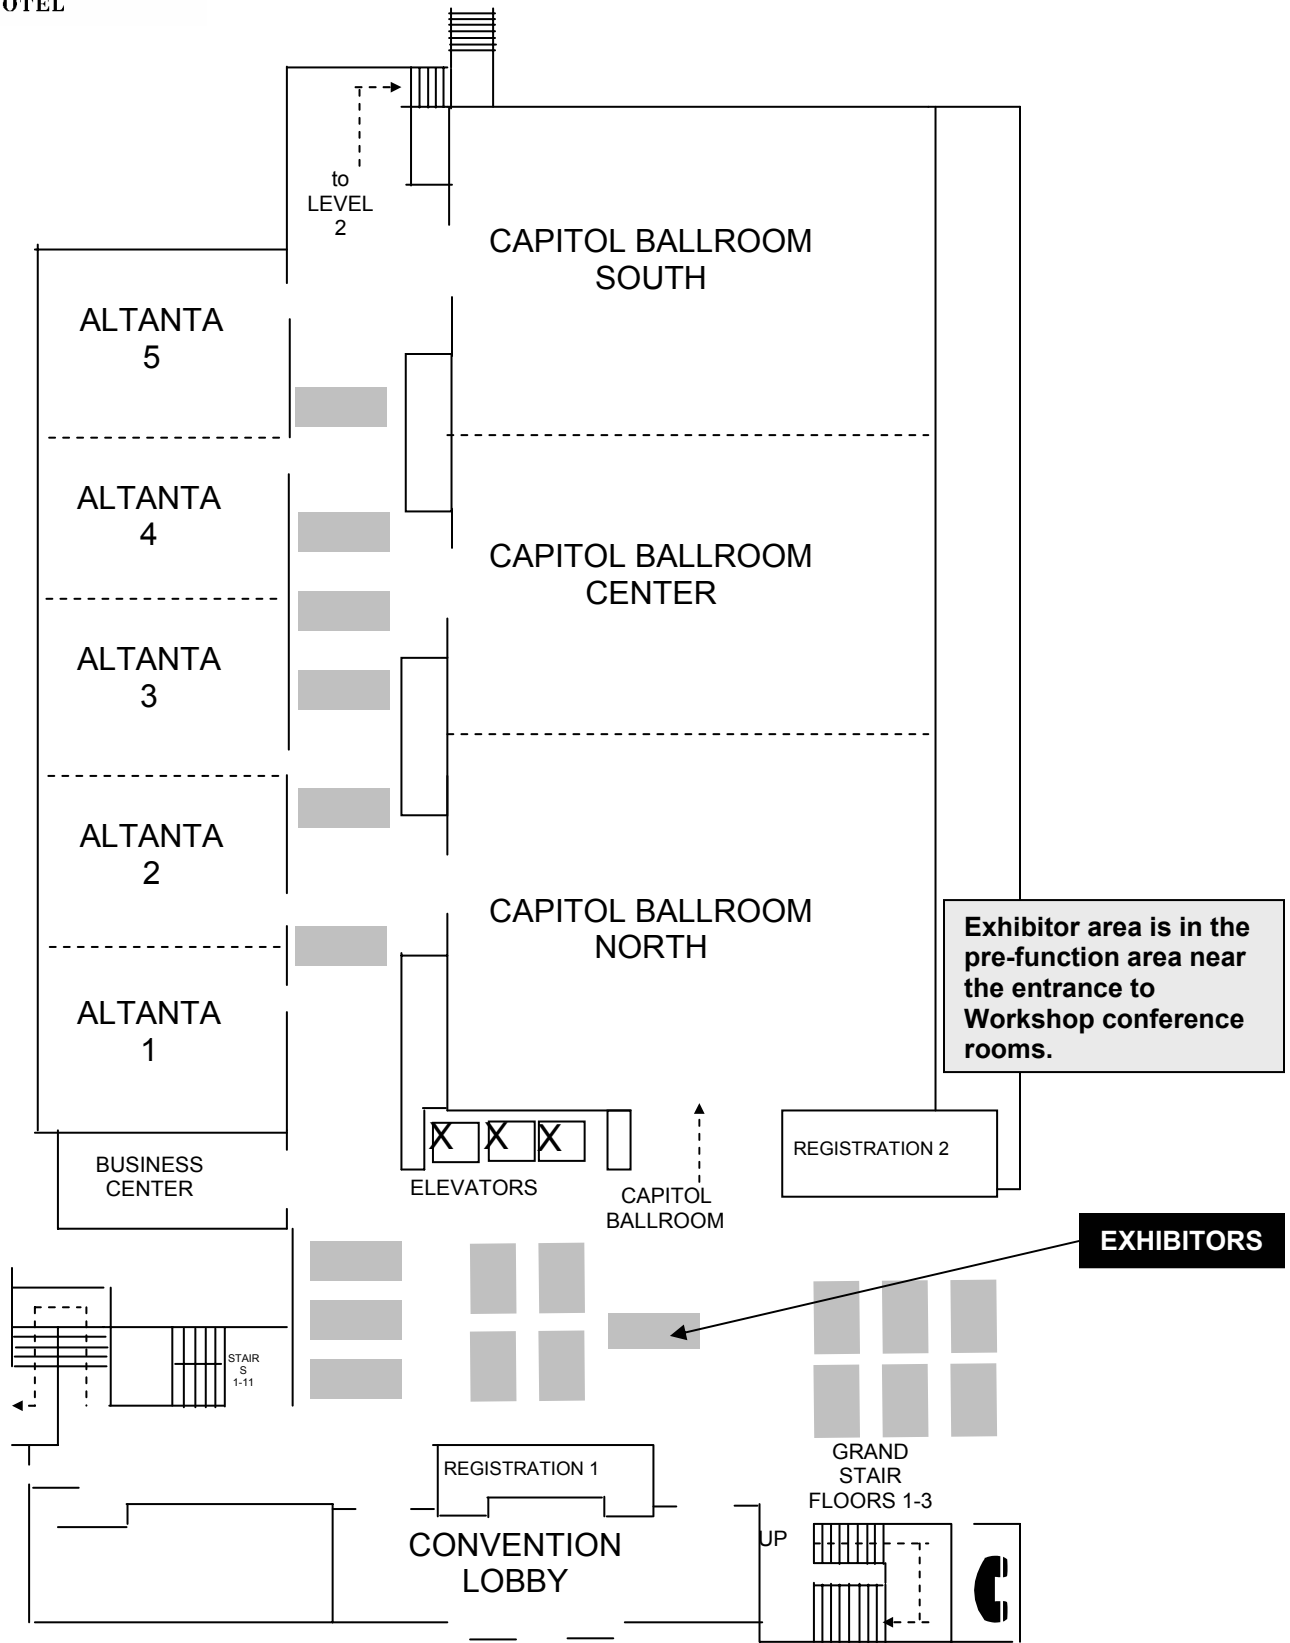 OTEL
to
LEVEL
2
CAPITOL BALLROOM
SOUTH
ALTANTA
5
ALTANTA
4
CAPITOL BALLROOM
CENTER
ALTANTA
3
ALTANTA
2
CAPITOL BALLROOM
NORTH
Exhibitor area is in the
pre-function area near
the entrance to
Workshop conference
rooms.
ALTANTA
1
X X X
REGISTRATION 2
BUSINESS
CENTER
ELEVATORS
CAPITOL
BALLROOM
EXHIBITORS
STAIR
S
1-11
REGISTRATION 1
GRAND
STAIR
FLOORS 1-3
CONVENTION
LOBBY
UP